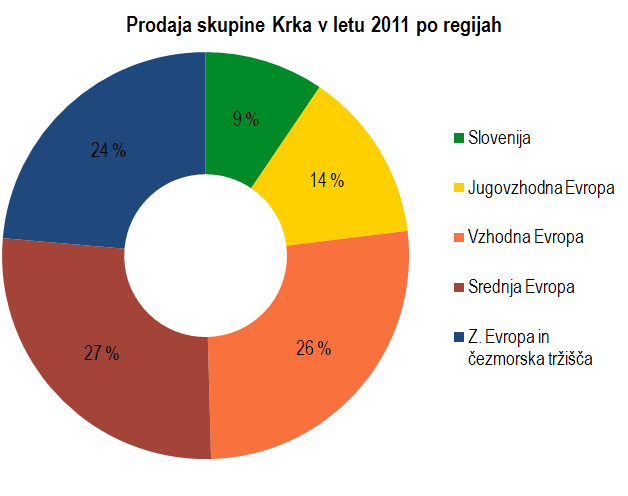 Prodaja skupine Krka v letu 2011 po regijah
9 %
14 %
26 %
27 %
24 %
Slovenija
Jugovzhodna Evropa
Vzhodna Evropa
Srednja Evropa
Z. Evropa in
čezmorska tržišča